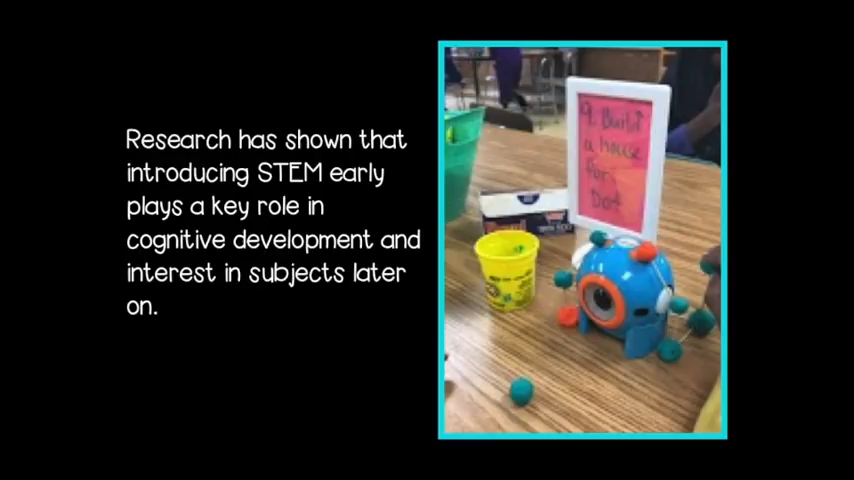 Research has shown that
introducing STEM early
plays a key role in
cognitive development and
interest in subjects later
on.
9. Build
a house
for
Dot